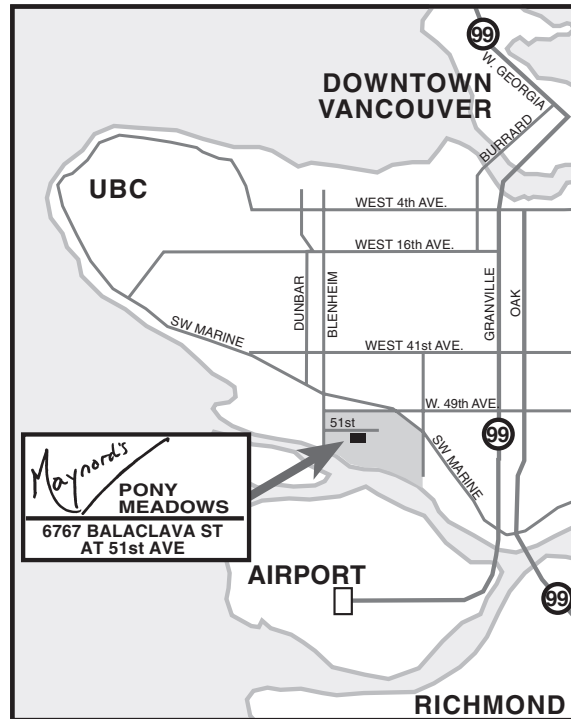 99
W. GEORGIA
DOWNTOWN
VANCOUVER
BURRARD
UBC
WEST 4th AVE.
WEST 16th AVE.
DUNBAR
BLENHEIM
GRANVILLE
OAK
SW MARINE
WEST 41st AVE.
W. 49th AVE.
51st
99
SW MARINE
Maynord's
PONY
MEADOWS
6767 BALACLAVA ST
AT 51st AVE
AIRPORT
99
RICHMOND